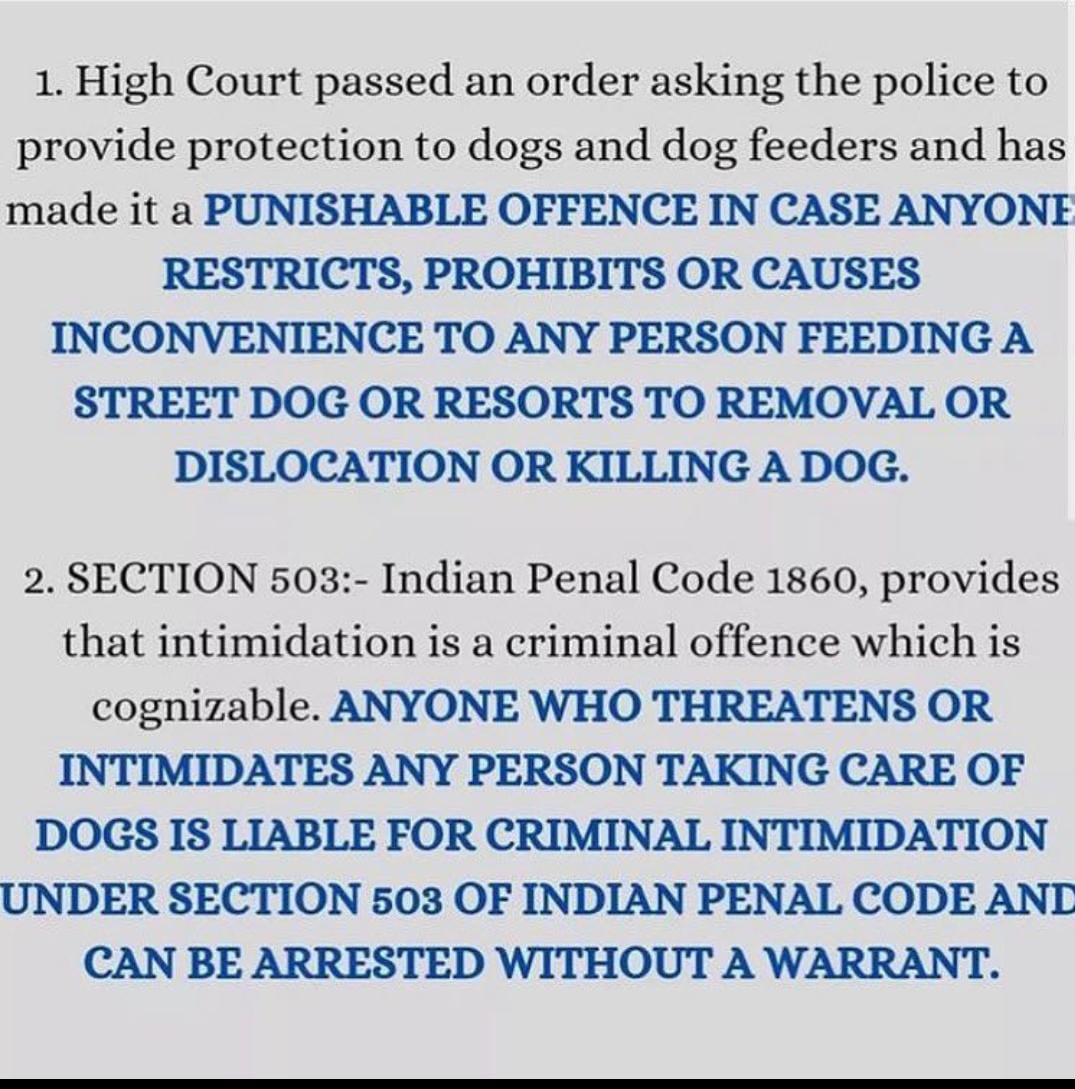 1. High Court passed an order asking the police to
provide protection to dogs and dog feeders and has
made it a PUNISHABLE OFFENCE IN CASE ANYONE
RESTRICTS, PROHIBITS OR CAUSES
INCONVENIENCE TO ANY PERSON FEEDING A
STREET DOG OR RESORTS TO REMOVAL OR
DISLOCATION OR KILLING A DOG.
2. SECTION 503:- Indian Penal Code 1860, provides
that intimidation is a criminal offence which is
cognizable. ANYONE WHO THREATENS OR
INTIMIDATES ANY PERSON TAKING CARE OF
DOGS IS LIABLE FOR CRIMINAL INTIMIDATION
UNDER SECTION 503 OF INDIAN PENAL CODE AND
CAN BE ARRESTED WITHOUT A WARRANT.